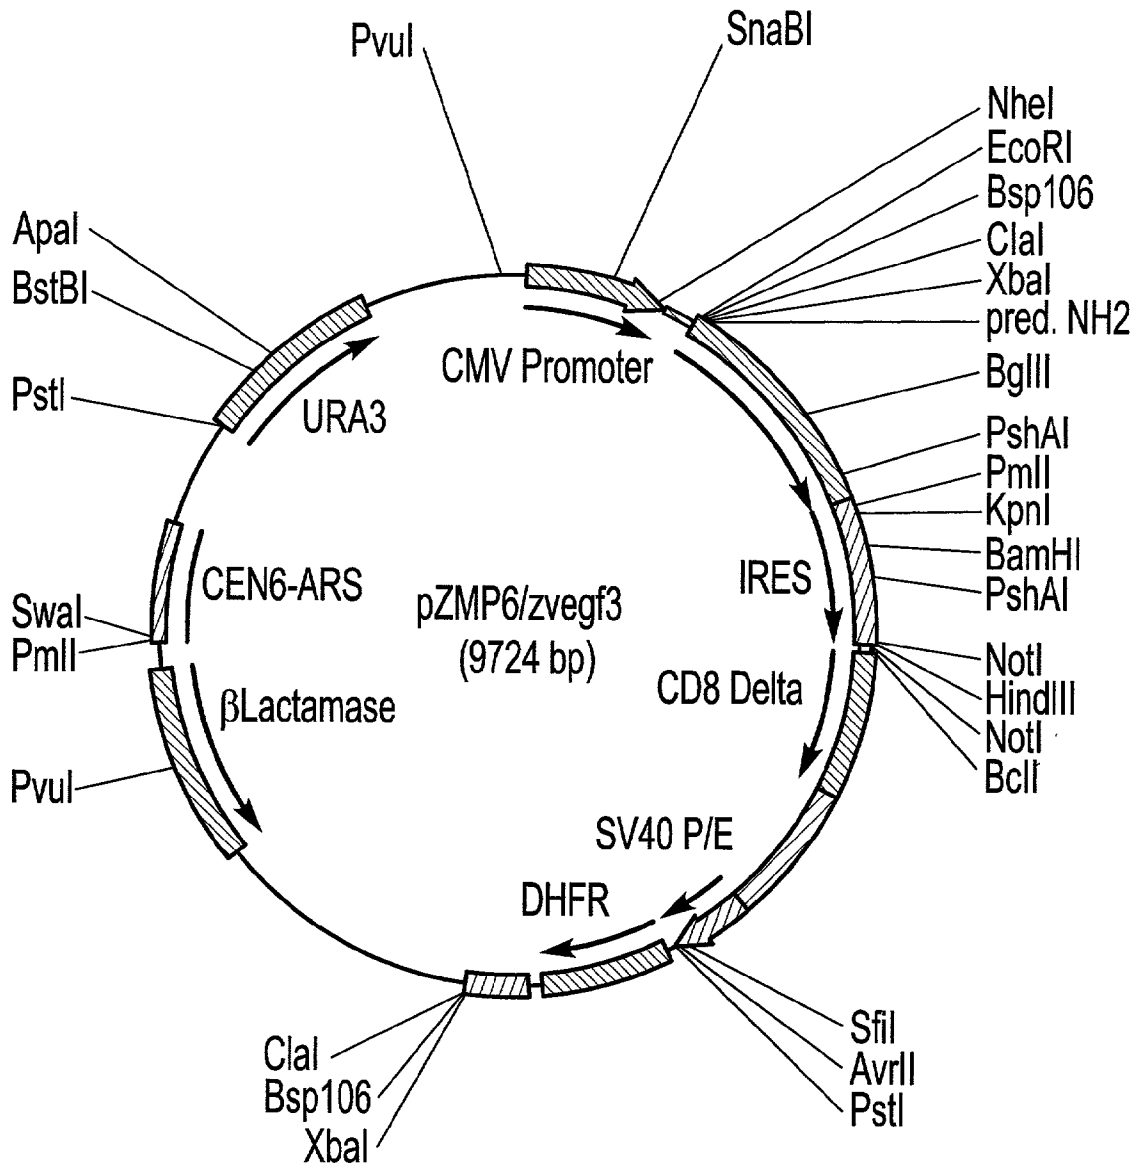 PvuI
SnaBI
NheI
EcoRI
Bsp106
ClaI
XbaI
pred. NH2
BglII
PshAI
PmlI
KpnI
BamHI
PshAI
NotI
HindIII
NotI
BclI
SfiI
AvrII
PstI
XbaI
Bsp106
ClaI
PvuI
PmlI
SwaI
PstI
BstBI
ApaI
CMV Promoter
URA3
IRES
CEN6-ARS
pZMP6/zvegf3
(9724 bp)
CD8 Delta
βLactamase
SV40 P/E
DHFR